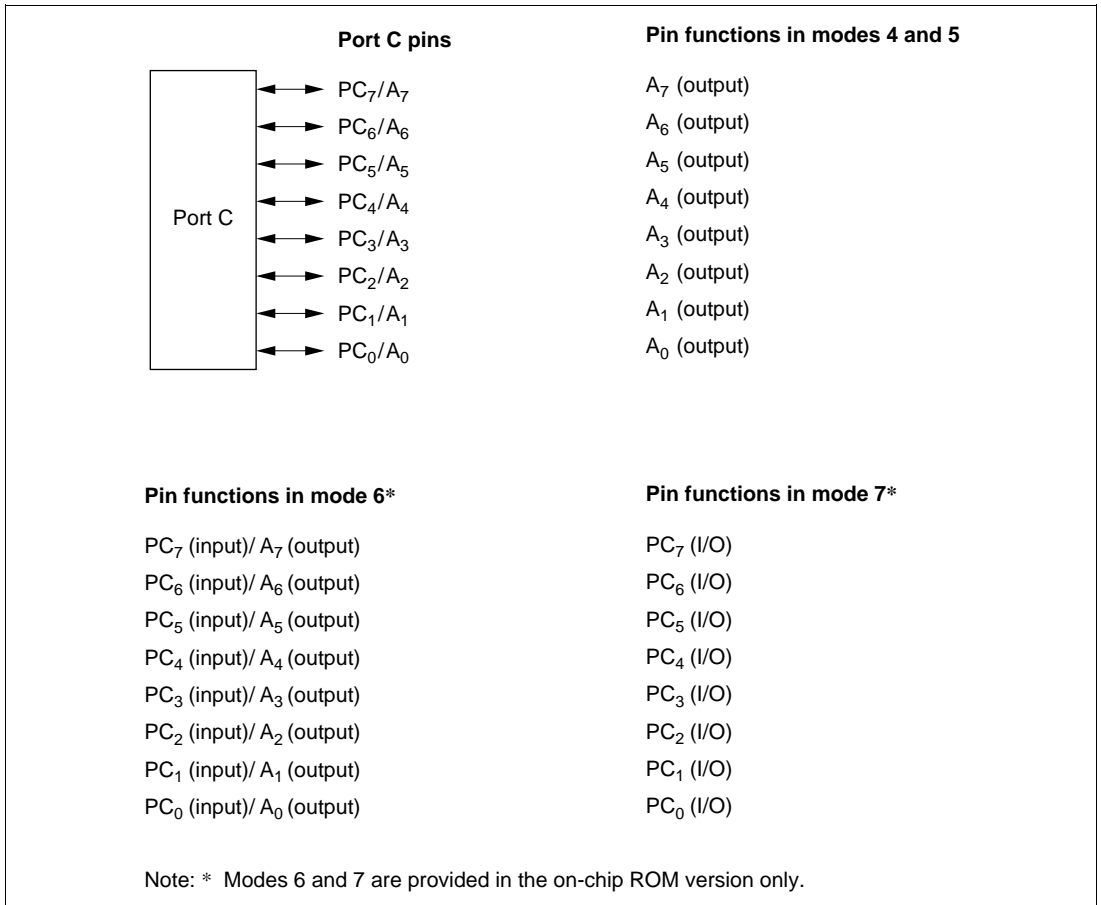 Port C pins
Pin functions in modes 4 and 5
Port C
PC7/A7
A7 (output)
PC6/A6
A6 (output)
PC5/A5
A5 (output)
PC4/A4
A4 (output)
PC3/A3
A3 (output)
PC2/A2
A2 (output)
PC1/A1
A1 (output)
PC0/A0
A0 (output)
Pin functions in mode 6*
PC7 (input)/ A7 (output)
PC6 (input)/ A6 (output)
PC5 (input)/ A5 (output)
PC4 (input)/ A4 (output)
PC3 (input)/ A3 (output)
PC2 (input)/ A2 (output)
PC1 (input)/ A1 (output)
PC0 (input)/ A0 (output)
Pin functions in mode 7*
PC7 (I/O)
PC6 (I/O)
PC5 (I/O)
PC4 (I/O)
PC3 (I/O)
PC2 (I/O)
PC1 (I/O)
PC0 (I/O)
Note: * Modes 6 and 7 are provided in the on-chip ROM version only.